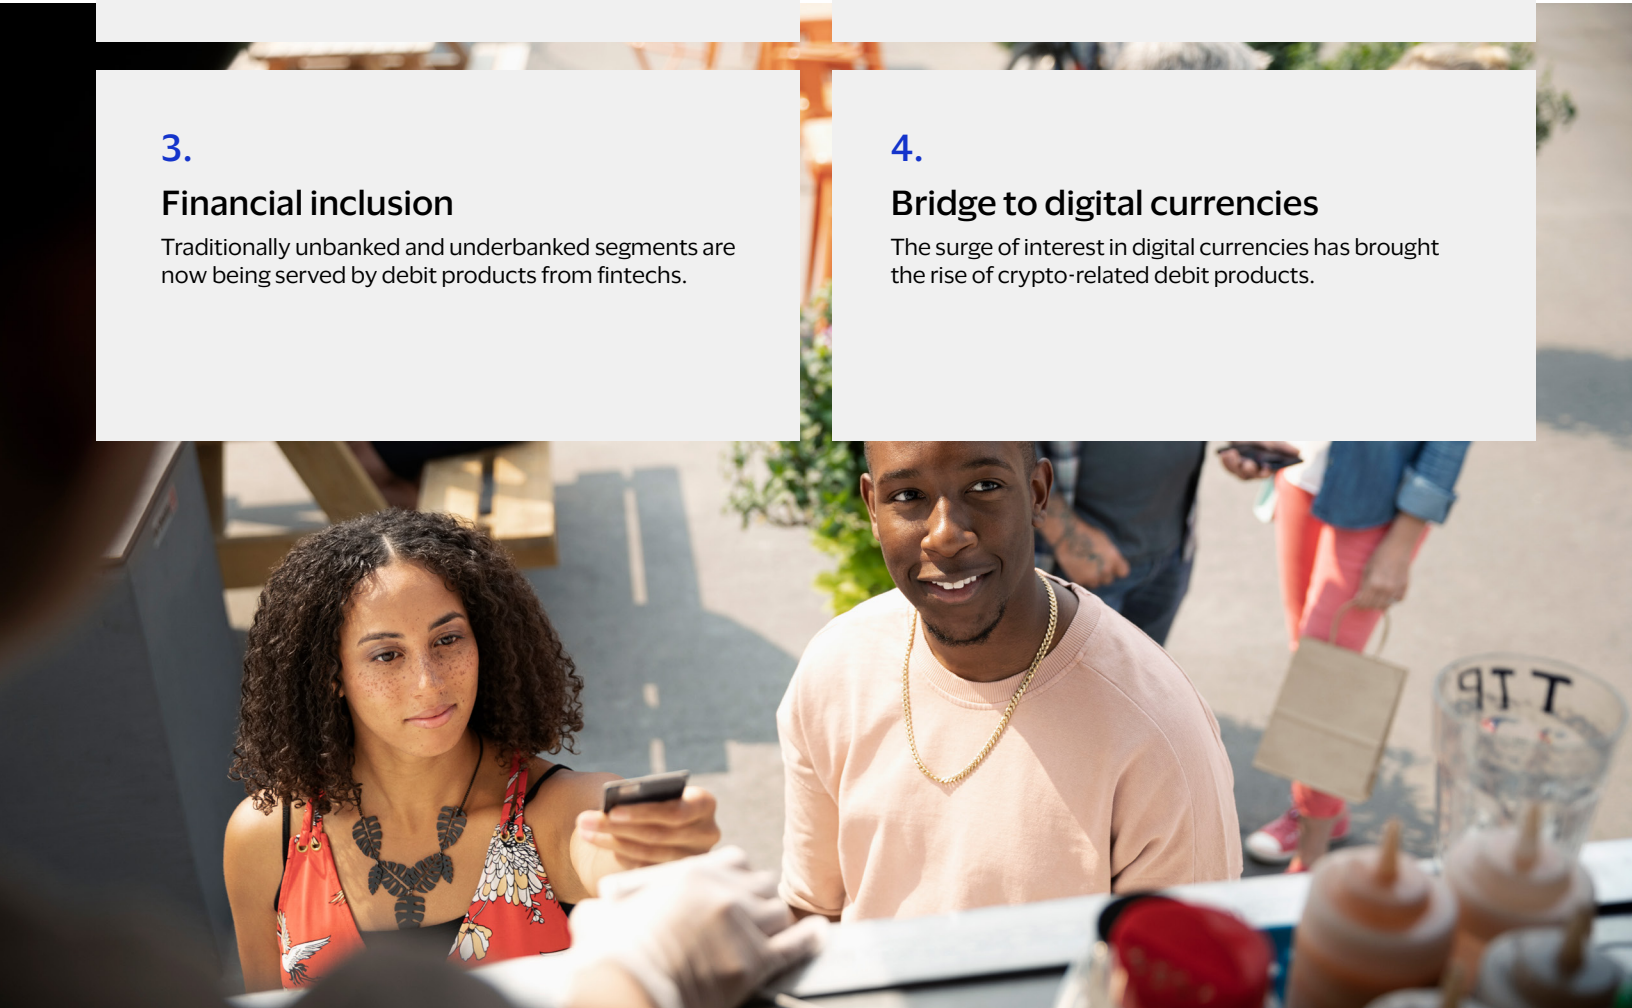 3.
Financial inclusion
Traditionally unbanked and underbanked segments are
now being served by debit products from fintechs.
4.
Bridge to digital currencies
The surge of interest in digital currencies has brought
the rise of crypto-related debit products.
TIP